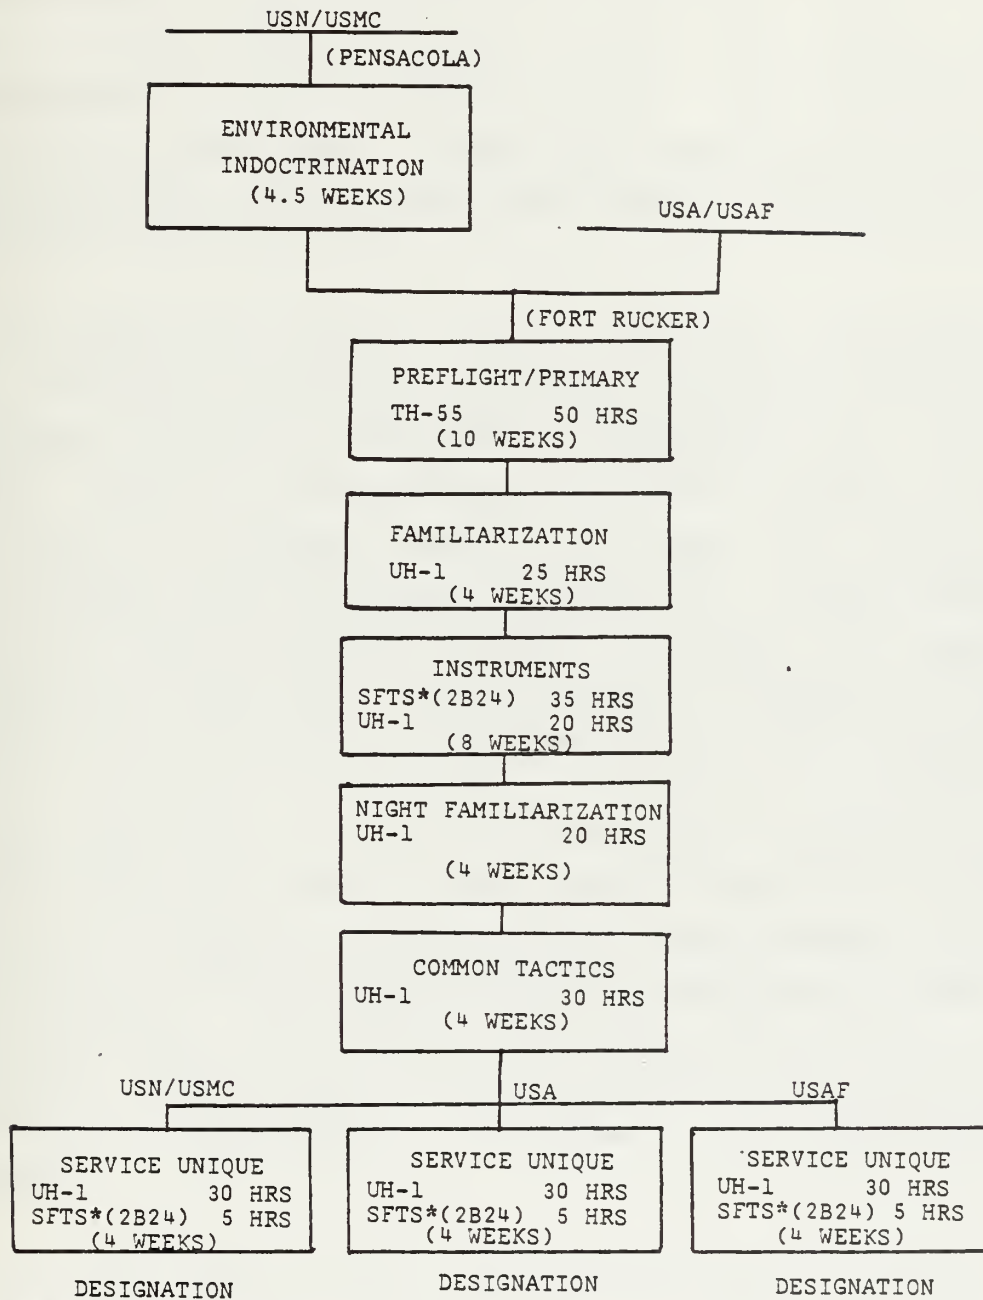 USN/USMC
(PENSACOLA)
ENVIRONMENTAL
INDOCTRINATION
(4.5 WEEKS)
USA/USAF
(FORT RUCKER)
PREFLIGHT/PRIMARY
TH-55 50 HRS
(10 WEEKS)
FAMILIARIZATION
UH-1 25 HRS
(4 WEEKS)
INSTRUMENTS
SFTS*(2B24) 35 HRS
UH-1 20 HRS
(8 WEEKS)
NIGHT FAMILIARIZATION
UH-1 20 HRS
(4 WEEKS)
COMMON TACTICS
UH-1 30 HRS
(4 WEEKS)
USN/USMC
SERVICE UNIQUE
UH-1 30 HRS
SFTS*(2B24) 5 HRS
(4 WEEKS)
DESIGNATION
USA
SERVICE UNIQUE
UH-1 30 HRS
SFTS*(2B24) 5 HRS
(4 WEEKS)
DESIGNATION
USAF
SERVICE UNIQUE
UH-1 30 HRS
SFTS*(2B24) 5 HRS
(4 WEEKS)
DESIGNATION